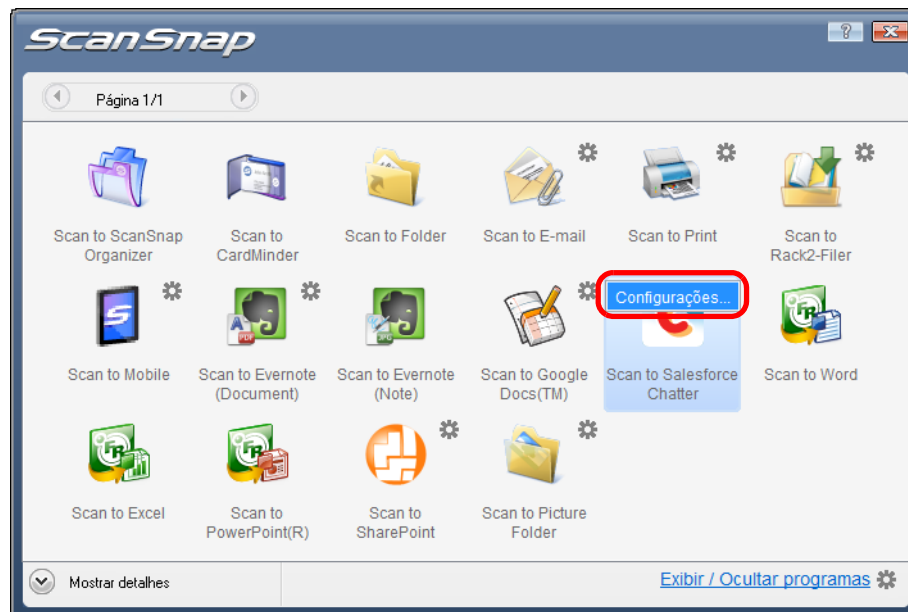 ScanSnap
Página 1/1
Scan to ScanSnap
Organizer
Scan to
CardMinder
Scan to Folder
Scan to E-mail
Scan to Print
Scan to
Rack2-Filer
Configurações...
Scan to Mobile
Scan to Evernote
(Document)
Scan to Evernote
(Note)
Scan to Google
Docs(TM)
Scan to Salesforce
Chatter
Scan to Word
Scan to Excel
Scan to
PowerPoint(R)
Scan to
SharePoint
Scan to Picture
Folder
Mostrar detalhes
Exibir / Ocultar programas